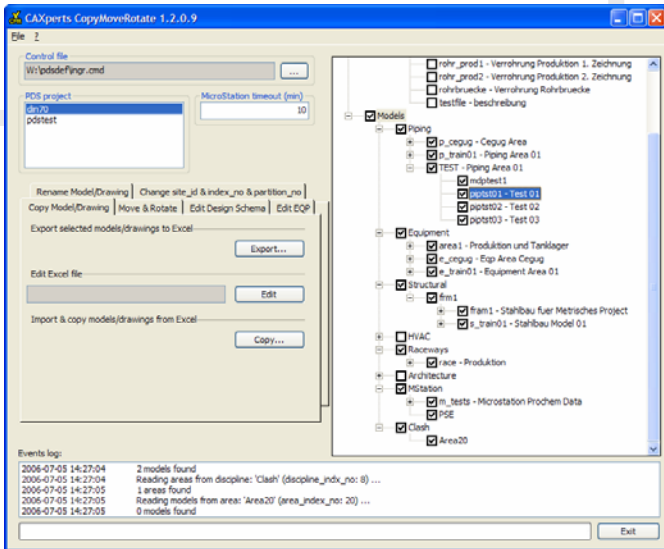 CAXperts CopyMoveRotate 1.2.0.9
File ?
Control file
W:\pdsdef\ingr.cmd
...
PDS project
din70
pdstest
MicroStation timeout (min)
10
Rename Model/Drawing
Change site_id & index_no & partition_no
Copy Model/Drawing
Move & Rotate
Edit Design Schema
Edit EQP
Export selected models/drawings to Excel
Export...
Edit Excel file
Edit
Import & copy models/drawings from Excel
Copy...
rohr_prod1 - Verrohrung Produktion 1. Zeichnung
rohr_prod2 - Verrohrung Produktion 2. Zeichnung
rohrbruecke - Verrohrung Rohrbruecke
testfile - beschreibung
Models
Piping
p_cegug - Cegug Area
p_train01 - Piping Area 01
TEST - Piping Area 01
mdptest1
piptst01 - Test 01
piptst02 - Test 02
piptst03 - Test 03
Equipment
area1 - Produktion und Tanklager
e_cegug - Eqp Area Cegug
e_train01 - Equipment Area 01
Structural
frm1
fram1 - Stahlbau fuer Metrisches Project
s_train01 - Stahlbau Model 01
HVAC
Raceways
race - Produktion
Architecture
MStation
m_tests - Microstation Prochem Data
PSE
Clash
Area20
Events log:
2006-07-05 14:27:04 2 models found
2006-07-05 14:27:04 Reading areas from discipline: 'Clash' (discipline_indx_no: 8) ...
2006-07-05 14:27:05 1 areas found
2006-07-05 14:27:05 Reading models from area: 'Area20' (area_index_no: 20) ...
2006-07-05 14:27:05 0 models found
Exit